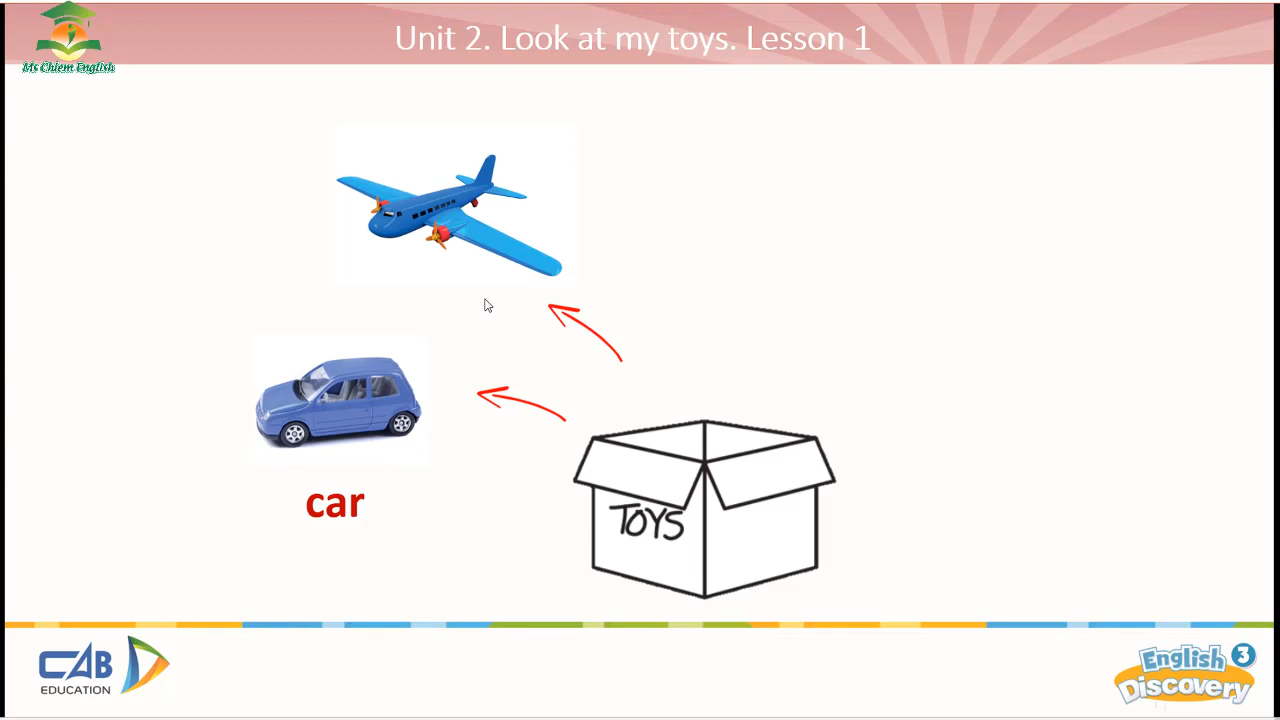 Unit 2. Look at my toys. Lesson 1
Ms Chiem English
car
TOYS
CAB
EDUCATION
English 3
Discovery